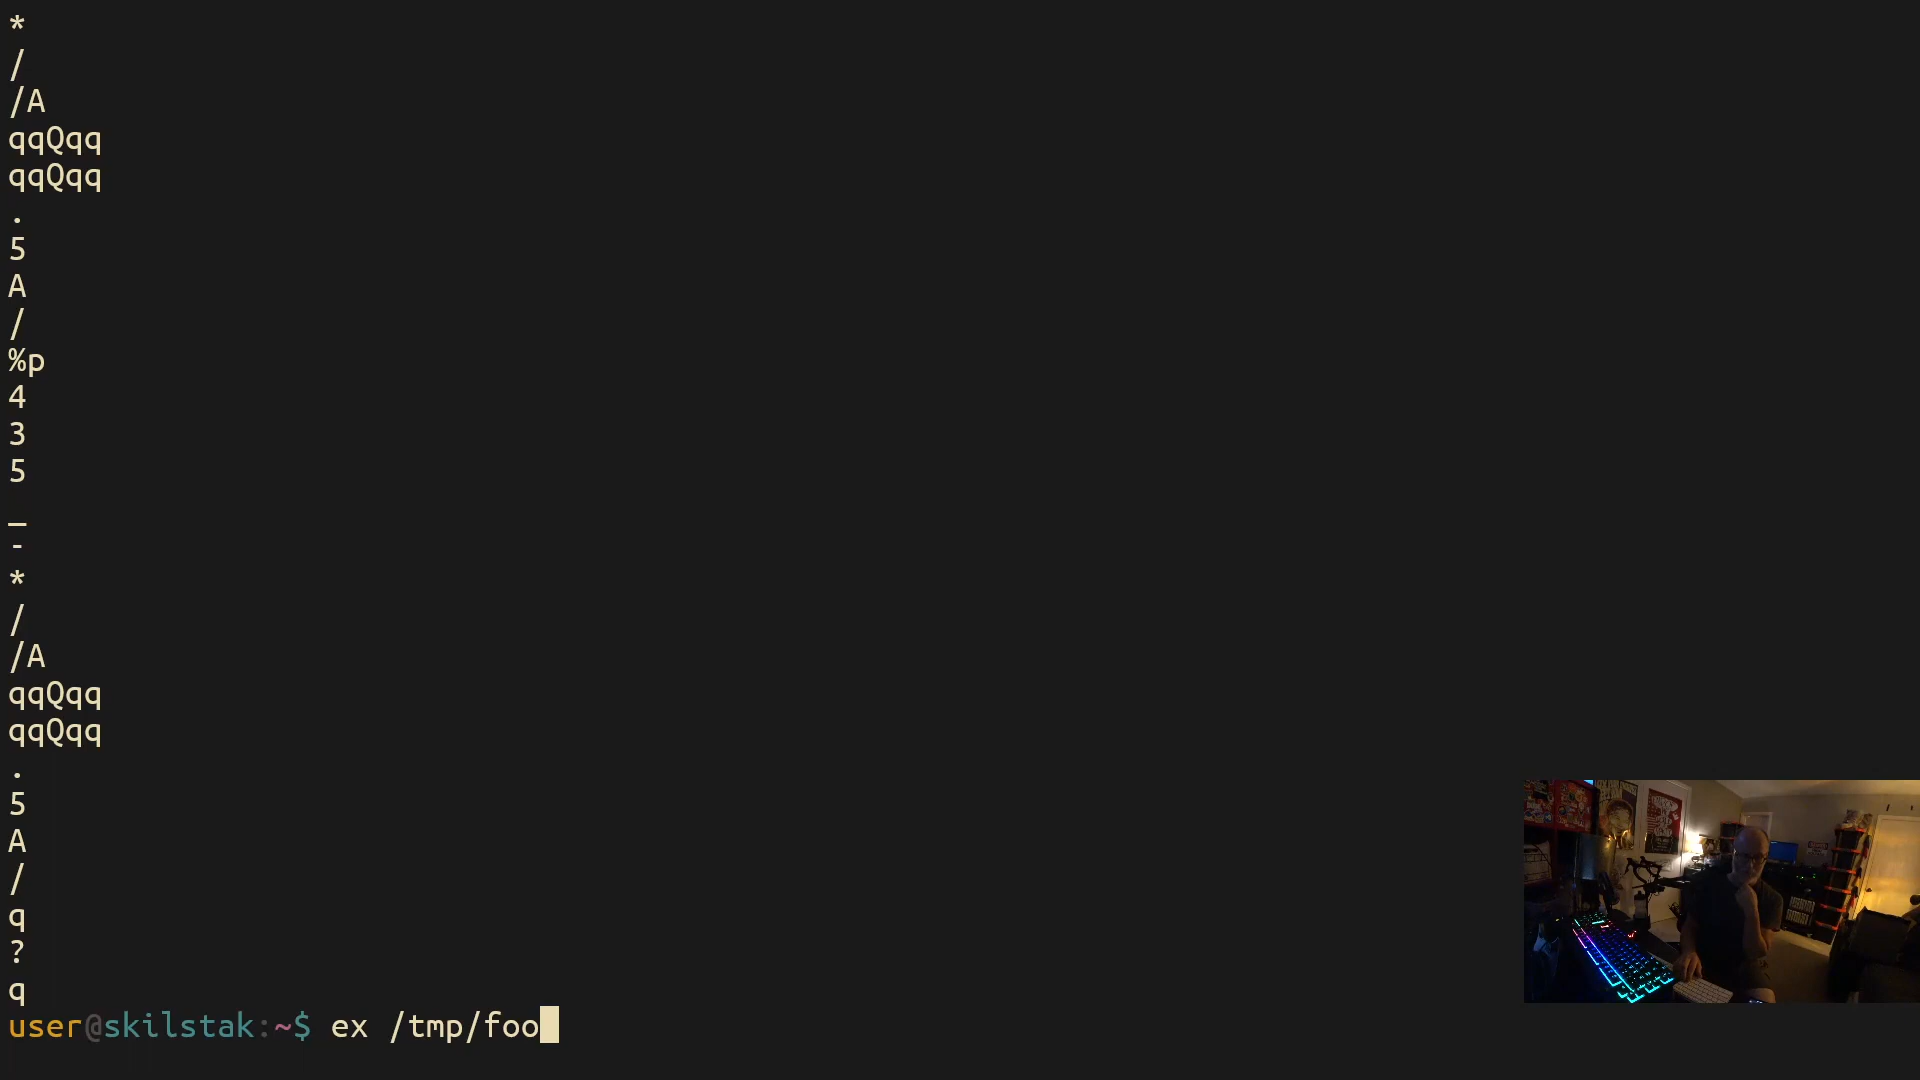 *
/
/A
qqQqq
qqQqq
.
5
A
/
%p
4
3
5
_
-
*
/
/A
qqQqq
qqQqq
.
5
A
/
q
?
q
user@skilstak:~$ ex /tmp/foo